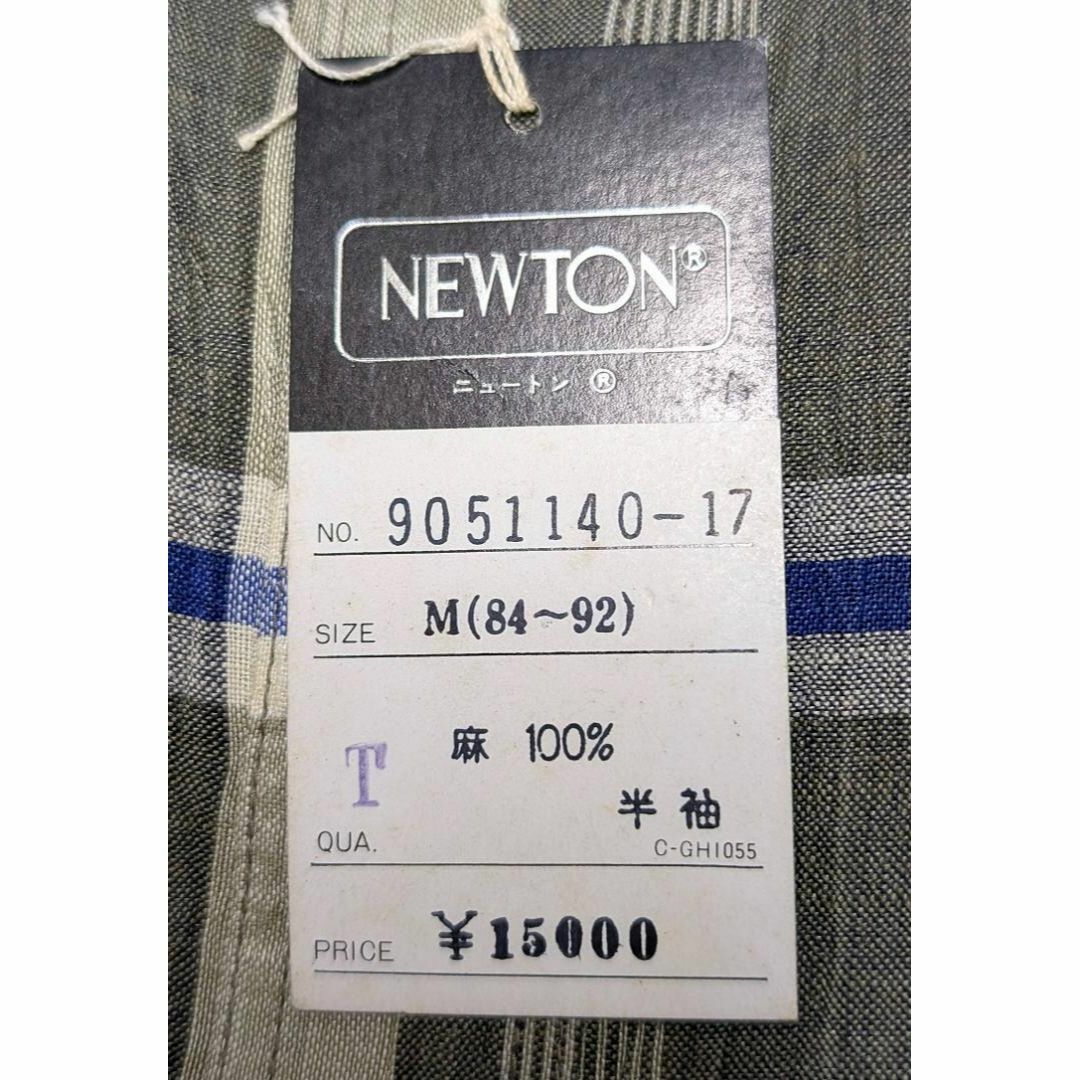 NEWTON®
ニュートン ®
NO. 9051140-17
SIZE M(84~92)
麻 100%
T
半袖
QUA. C-GH1055
PRICE ¥15000